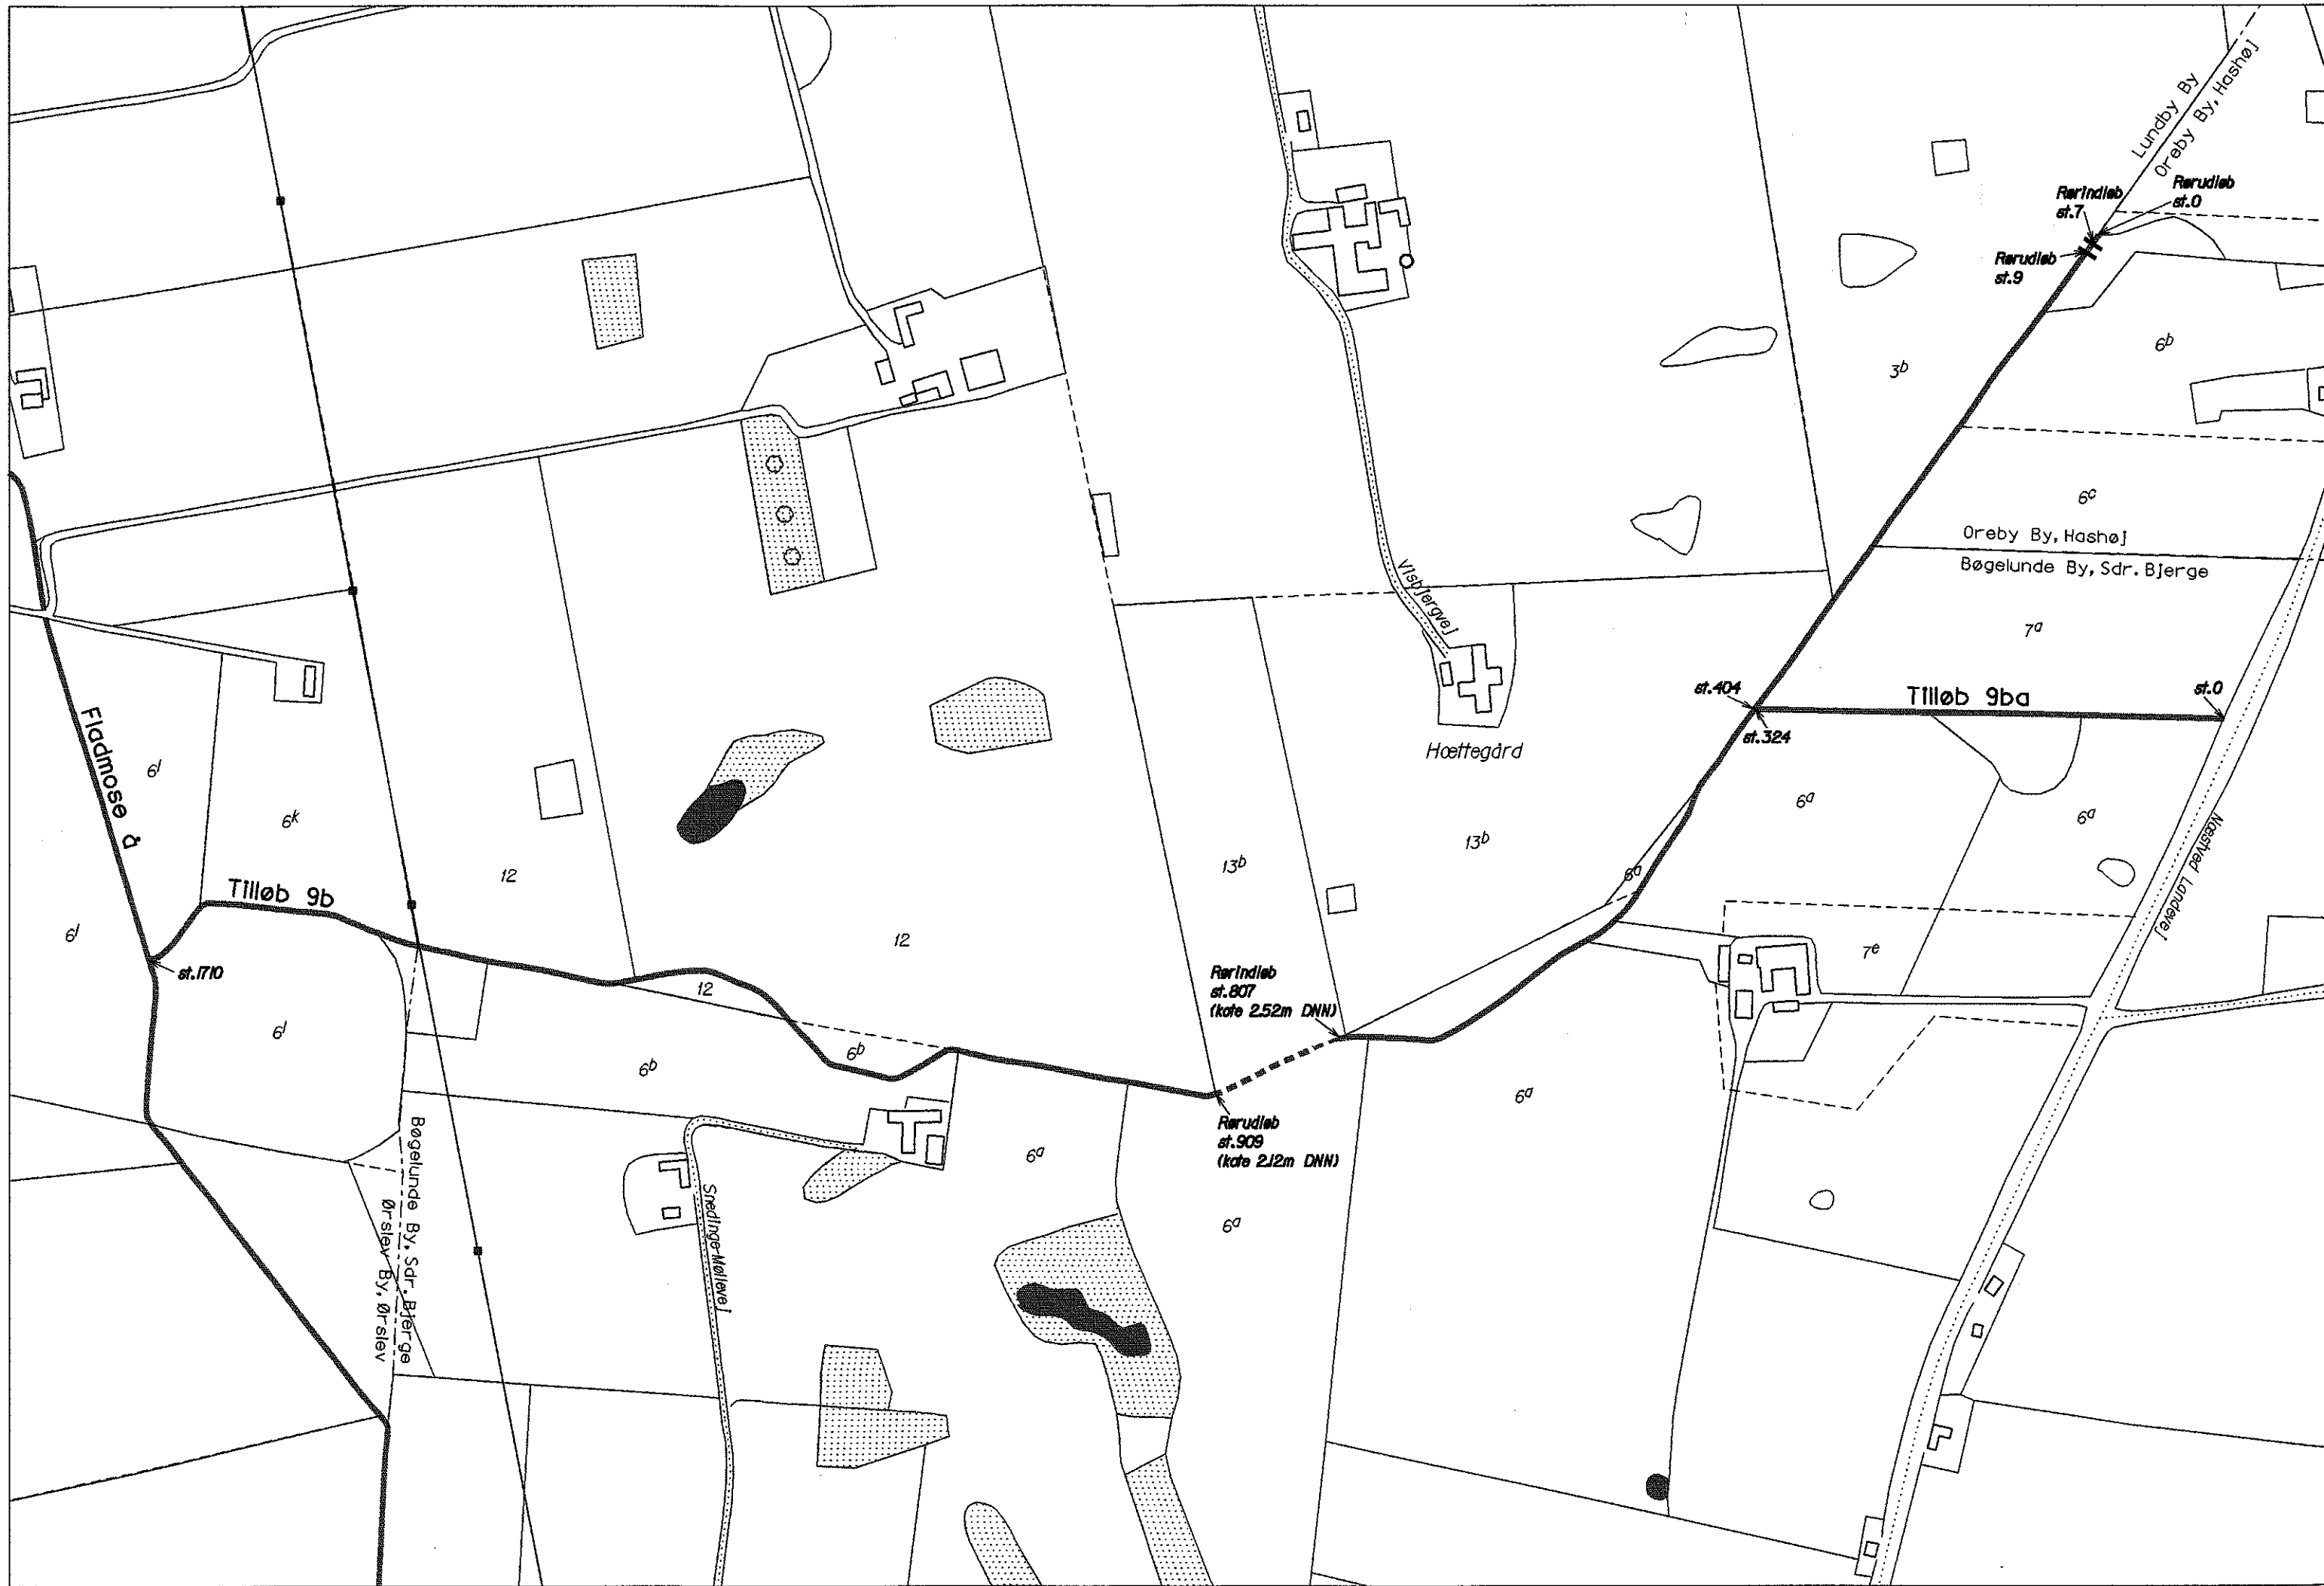 Lundby By
Oreby By, Hashøj
Rørindløb
st.7
Rørudløb
st.0
Rørudløb
st.9
6b
3b
6c
Oreby By, Hashøj
Bøgelunde By, Sdr. Bjerge
Visbjergvej
7a
st.404
Tilløb 9ba
st.0
st.324
Hættegård
Fladmose å
6l
6k
12
13b
13b
6a
6a
6a
Næstved Landevej
Tilløb 9b
6l
12
7e
st.1710
12
Rørindløb
st.807
(kote 2.52m DNN)
6l
6b
6b
6a
Rørudløb
st.909
(kote 2.12m DNN)
6a
6a
Bøgelunde By, Sdr. Bjerge
Ørslev By, Ørslev
Snedinge-Møllevej